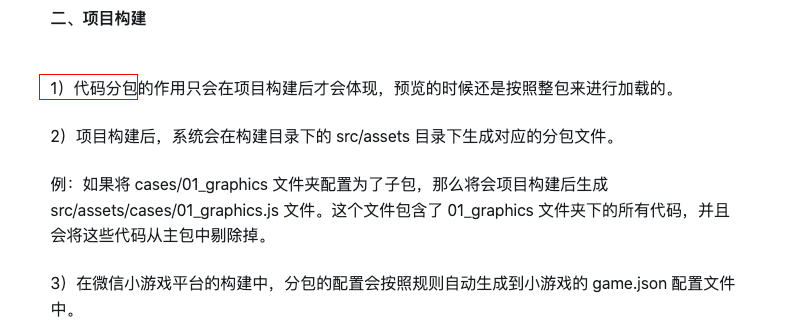 二、项目构建
1）代码分包的作用只会在项目构建后才会体现，预览的时候还是按照整包来进行加载的。
2）项目构建后，系统会在构建目录下的 src/assets 目录下生成对应的分包文件。
例：如果将 cases/01_graphics 文件夹配置为了子包，那么将会项目构建后生成
src/assets/cases/01_graphics.js 文件。这个文件包含了 01_graphics 文件夹下的所有代码，并且
会将这些代码从主包中剔除掉。
3）在微信小游戏平台的构建中，分包的配置会按照规则自动生成到小游戏的 game.json 配置文件
中。